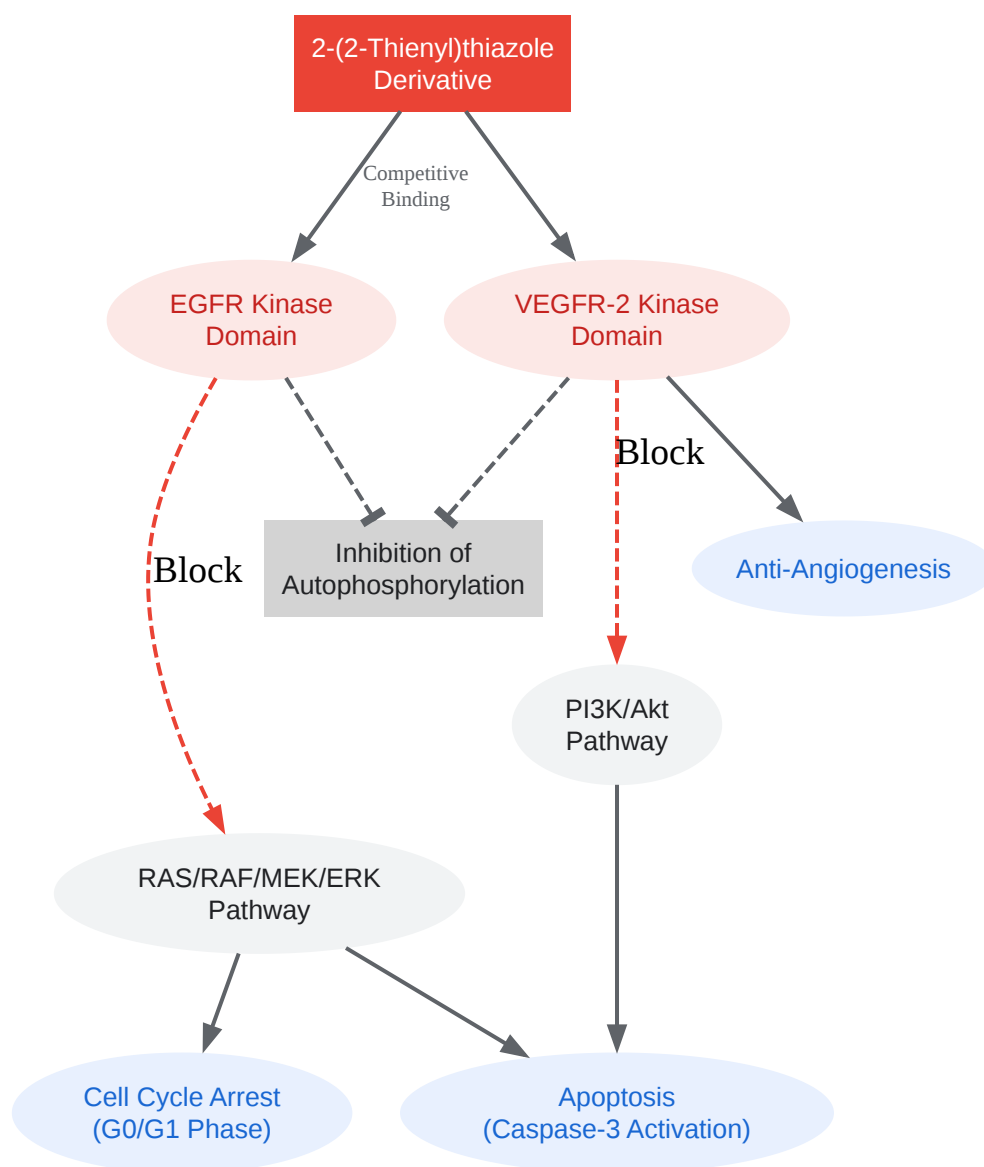 2-(2-Thienyl)thiazole
Derivative
Competitive
Binding
EGFR Kinase
Domain
VEGFR-2 Kinase
Domain
Block
Block
Inhibition of
Autophosphorylation
Anti-Angiogenesis
PI3K/Akt
Pathway
RAS/RAF/MEK/ERK
Pathway
Cell Cycle Arrest
(G0/G1 Phase)
Apoptosis
(Caspase-3 Activation)